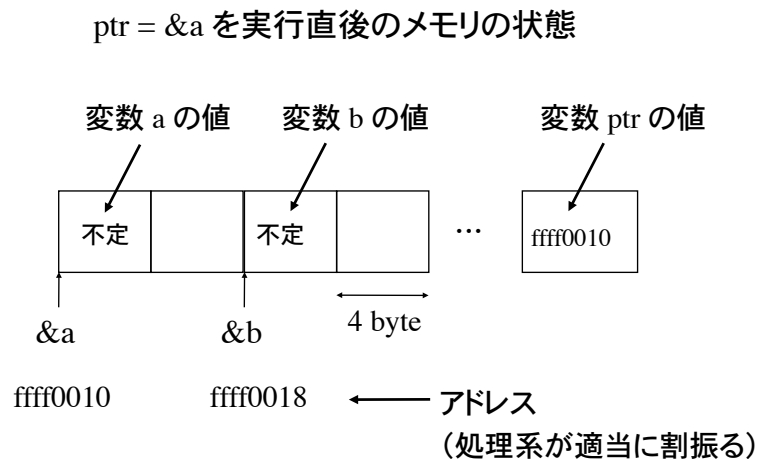 ptr = &a を実行直後のメモリの状態
変数 a の値 変数 b の値 変数 ptr の値
不定 不定 … ffff0010
&a &b 4 byte
ffff0010 ffff0018 アドレス
（処理系が適当に割振る）